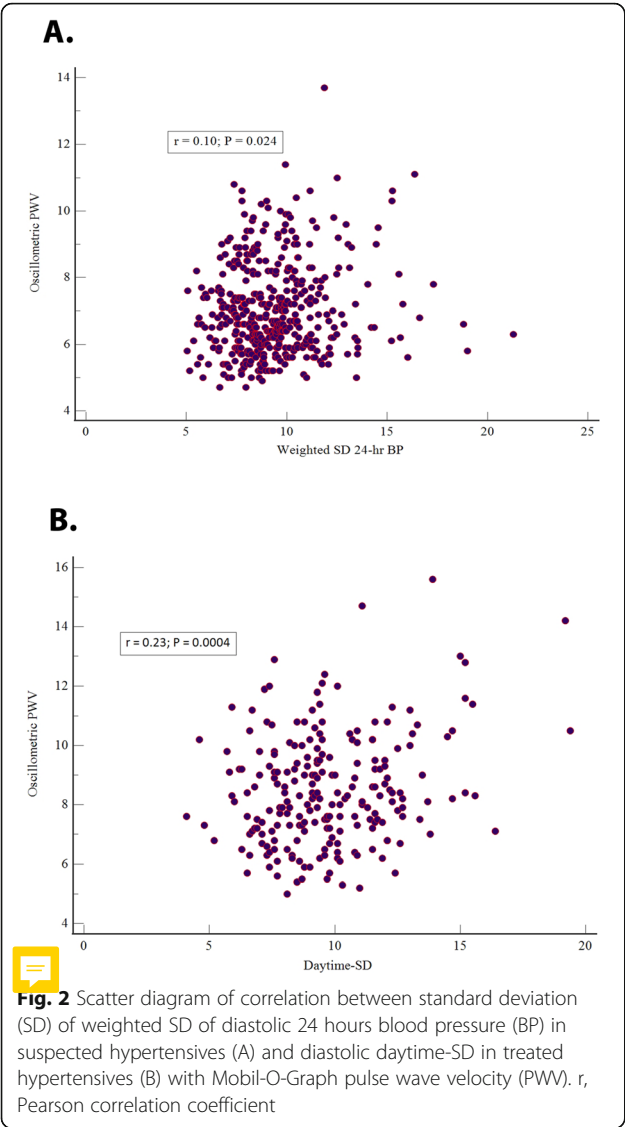 A.
14
12
r = 0.10; P = 0.024
10
Oscillometric PWV
8
6
4
0 5 10 15 20 25
Weighted SD 24-hr BP
B.
16
14
r = 0.23; P = 0.0004
12
Oscillometric PWV
10
8
6
4
0 5 10 15 20
Daytime-SD
Fig. 2 Scatter diagram of correlation between standard deviation
(SD) of weighted SD of diastolic 24 hours blood pressure (BP) in
suspected hypertensives (A) and diastolic daytime-SD in treated
hypertensives (B) with Mobil-O-Graph pulse wave velocity (PWV). r,
Pearson correlation coefficient